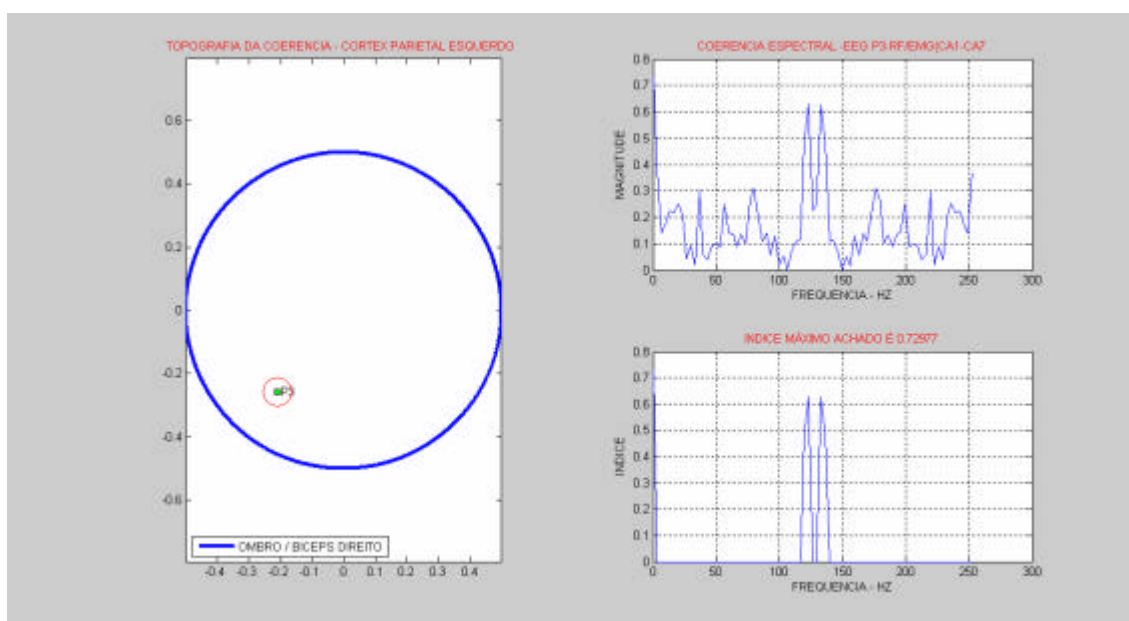 TOPOGRAFIA DA COERENCIA - CORTEX PARIETAL ESQUERDO
0.6
0.4
0.2
0
-0.2
-0.4
-0.6
P3
OMBRO / BICEPS DIREITO
-0.4 -0.3 -0.2 -0.1 0 0.1 0.2 0.3 0.4
COERENCIA ESPECTRAL -EEG P3 RF/EMG(CA1-CA7
0.8
0.7
0.6
0.5
0.4
0.3
0.2
0.1
0
MAGNITUDE
0 50 100 150 200 250 300
FREQUENCIA - HZ
INDICE MÁXIMO ACHADO É 0.72977
0.8
0.7
0.6
0.5
0.4
0.3
0.2
0.1
0
INDICE
0 50 100 150 200 250 300
FREQUENCIA - HZ